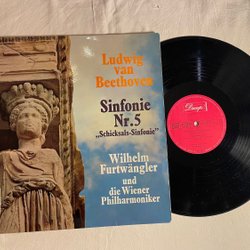 Ludwig
van
Beethoven
Sinfonie
Nr. 5
„Schicksals-Sinfonie"
Wilhelm
Furtwängler
und
die Wiener
Philharmoniker